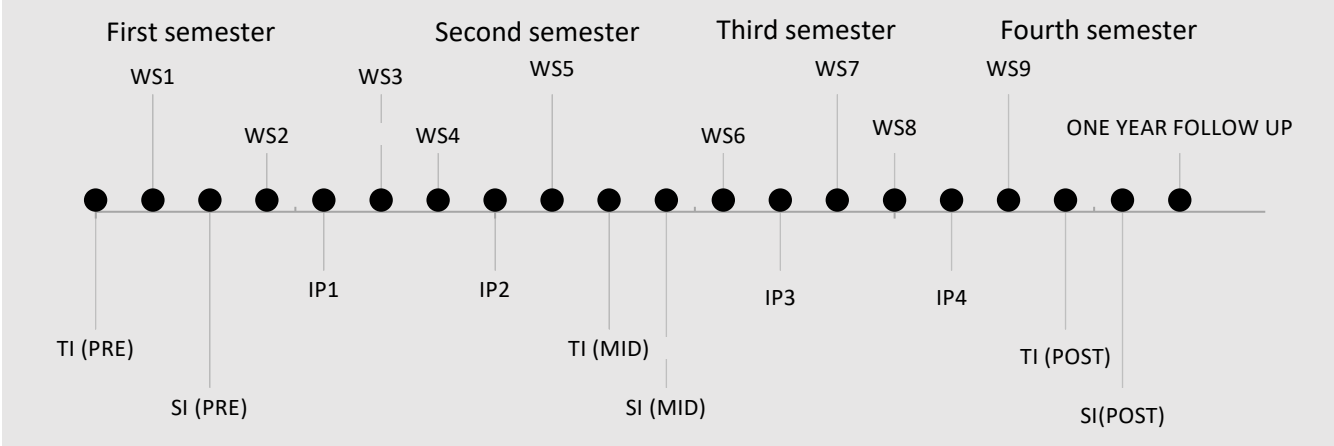 First semester
Second semester
Third semester
Fourth semester
WS1
WS3
WS5
WS7
WS9
WS2
WS4
WS6
WS8
ONE YEAR FOLLOW UP
IP1
IP2
IP3
IP4
TI (PRE)
TI (MID)
TI (POST)
SI (PRE)
SI (MID)
SI(POST)